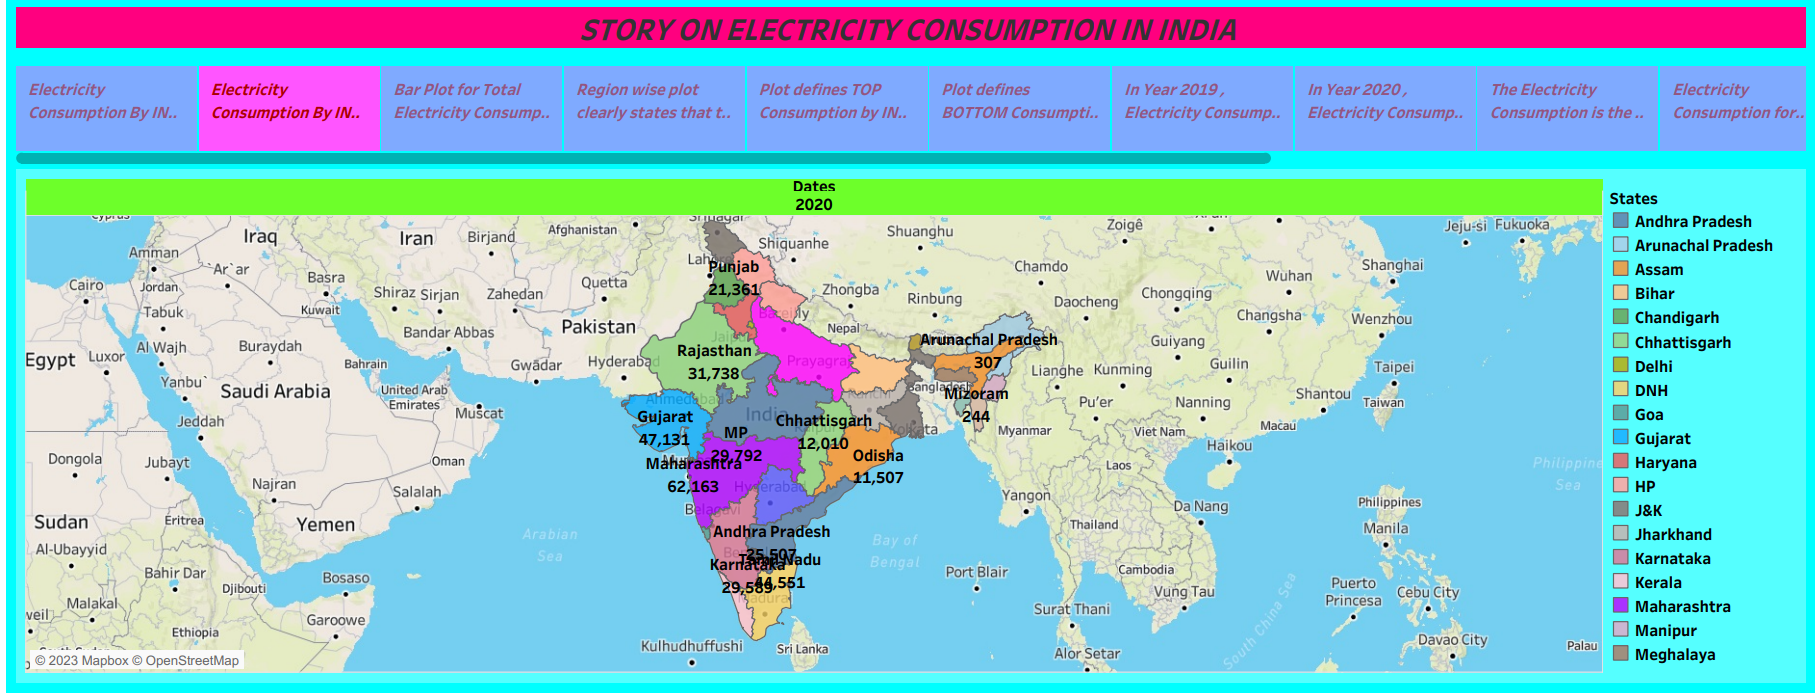 STORY ON ELECTRICITY CONSUMPTION IN INDIA
Electricity
Consumption By IN..
Electricity
Consumption By IN..
Bar Plot for Total
Electricity Consump..
Region wise plot
clearly states that t..
Plot defines TOP
Consumption by IN..
Plot defines
BOTTOM Consumpti..
In Year 2019 ,
Electricity Consump..
In Year 2020 ,
Electricity Consump..
The Electricity
Consumption is the ..
Electricity
Consumption for..
Dates
2020
Cyprus
Srinagar
Iraq
Iran
Birjand
Afghanistan
Shiquanhe
Shuanghu
Zoigê
Jeju-si
Fukuoka
Amman
`Ar`ar
Basra
Punjab
21,361
Chamdo
Wuhan
Shanghai
Cairo
Jordan
Kuwait
Shiraz
Sirjan
Zehedan
Quetta
Zhongba
Rinbung
Daocheng
Chongqing
Changsha
Wenzhou
Tabuk
Bandar Abbas
Pakistan
Bareilly
Nepal
Egypt
Luxor
Al Wajh
Buraydah
Bahrain
Gwadar
Hyderabad
Rajasthan
31,738
Prayagraj
Arunachal Pradesh
307
Guiyang
Guilin
Taipei
Yanbu`
Saudi Arabia
United Arab
Emirates
Muscat
Ahmedabad
Bangladesh
Lianghe
Kunming
Shantou
Taiwan
Jeddah
Gujarat
47,131
India
Mizoram
244
Pu'er
Nanning
Macau
MP
29,792
Chhattisgarh
12,010
Kolkata
Myanmar
Viet Nam
Haikou
Dongola
Jubayt
Oman
Maharashtra
62,163
Odisha
11,507
Laos
Philippine
Sea
Najran
Salalah
Hyderabad
Yangon
Da Nang
Philippines
Manila
Sudan
Eritrea
Yemen
Belagavi
Thailand
Al-Ubayyid
Arabian
Sea
Andhra Pradesh
25,507
Bay of
Bengal
Bahir Dar
Djibouti
Bosaso
Karnataka
29,589
Tamil Nadu
44,551
Port Blair
Cambodia
Vung Tau
Puerto
Princesa
Cebu City
Malakal
Garoowe
Surat Thani
South China Sea
Ethiopia
Kulhudhuffushi
Sri Lanka
Alor Setar
Davao City
Palau
© 2023 Mapbox © OpenStreetMap
States
Andhra Pradesh
Arunachal Pradesh
Assam
Bihar
Chandigarh
Chhattisgarh
Delhi
DNH
Goa
Gujarat
Haryana
HP
J&K
Jharkhand
Karnataka
Kerala
Maharashtra
Manipur
Meghalaya